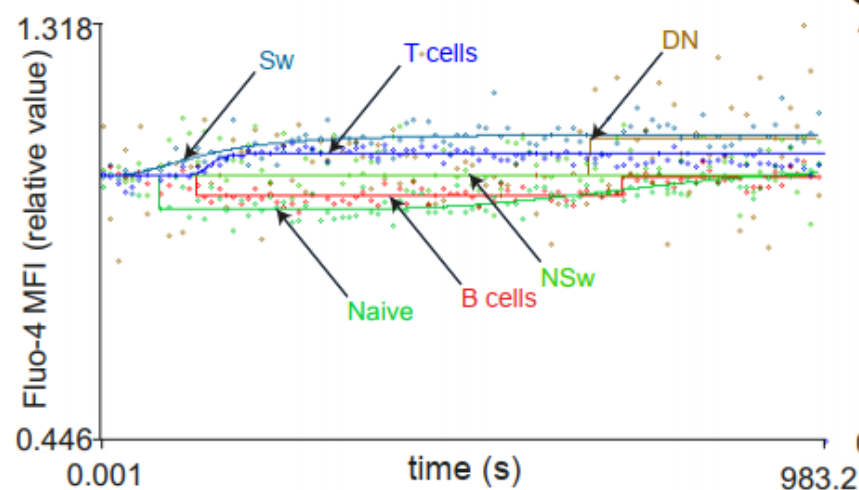 1.318
Fluo-4 MFI (relative value)
0.446
Sw
T cells
DN
Naive
B cells
NSw
0.001
time (s)
983.2